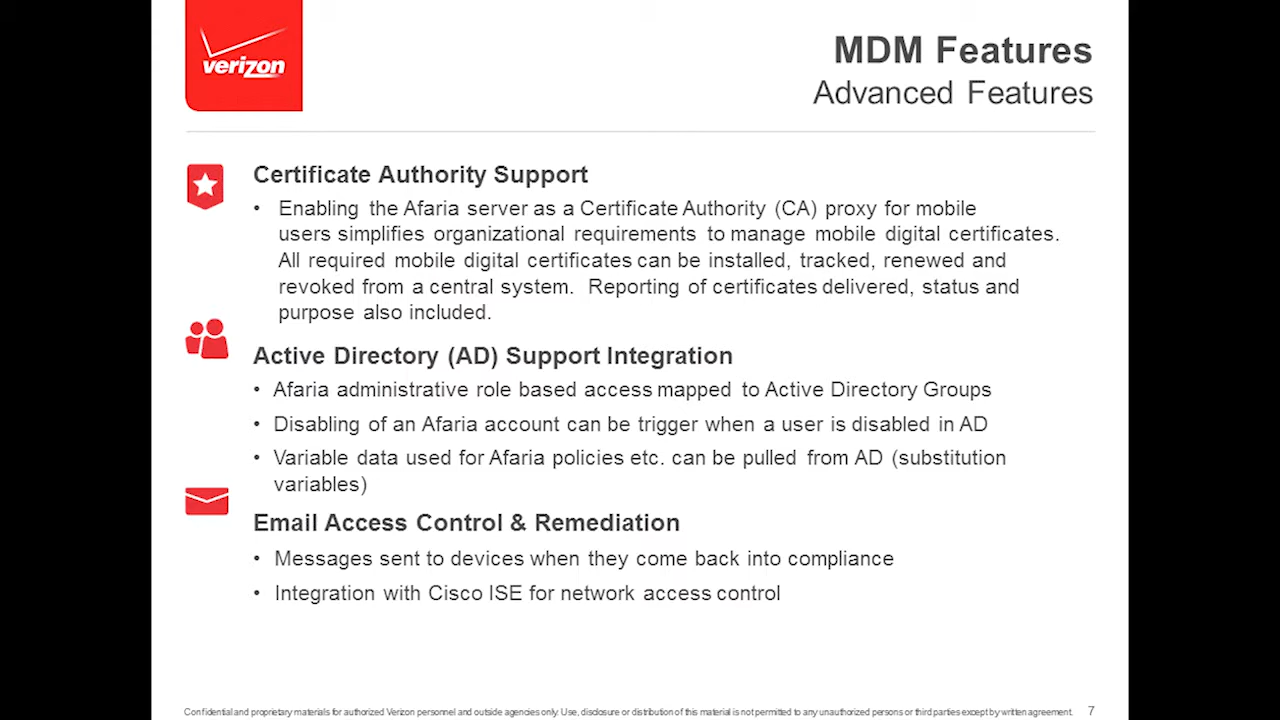 verizon
MDM Features
Advanced Features
Certificate Authority Support
• Enabling the Afaria server as a Certificate Authority (CA) proxy for mobile
users simplifies organizational requirements to manage mobile digital certificates.
All required mobile digital certificates can be installed, tracked, renewed and
revoked from a central system. Reporting of certificates delivered, status and
purpose also included.
Active Directory (AD) Support Integration
• Afaria administrative role based access mapped to Active Directory Groups
• Disabling of an Afaria account can be trigger when a user is disabled in AD
• Variable data used for Afaria policies etc. can be pulled from AD (substitution
variables)
Email Access Control & Remediation
• Messages sent to devices when they come back into compliance
• Integration with Cisco ISE for network access control
Confidential and proprietary materials for authorized Verizon personnel and outside agencies only. Use, disclosure or distribution of this material is not permitted to any unauthorized persons or third parties except by written agreement. 7